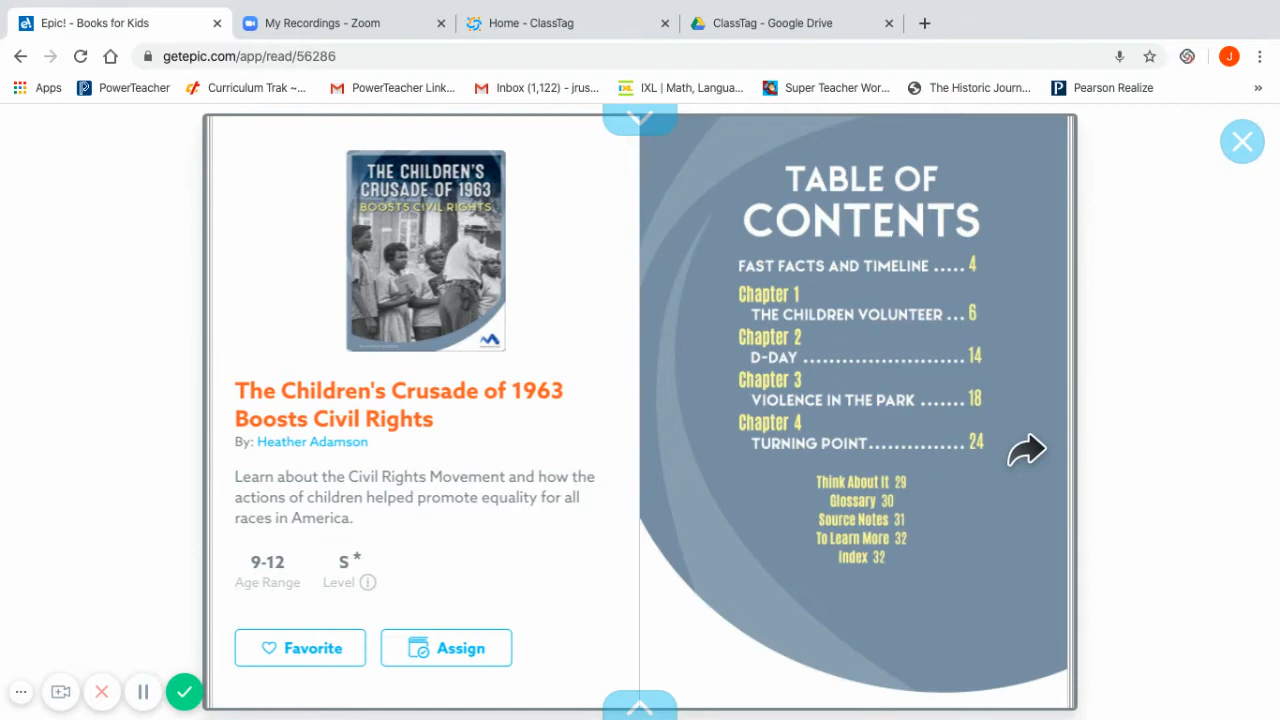 Epic! - Books for Kids
My Recordings - Zoom
Home - ClassTag
ClassTag - Google Drive
getepic.com/app/read/56286
J
Apps
PowerTeacher
Curriculum Trak ~...
PowerTeacher Link...
Inbox (1,122) - jrus...
IXL | Math, Langua...
Super Teacher Wor...
The Historic Journ...
Pearson Realize
»
THE CHILDREN'S
CRUSADE OF 1963
BOOSTS CIVIL RIGHTS
The Children's Crusade of 1963
Boosts Civil Rights
By: Heather Adamson
Learn about the Civil Rights Movement and how the
actions of children helped promote equality for all
races in America.
9-12
Age Range
S *
Level
Favorite
Assign
TABLE OF
CONTENTS
FAST FACTS AND TIMELINE ..... 4
Chapter 1
THE CHILDREN VOLUNTEER ... 6
Chapter 2
D-DAY ......................... 14
Chapter 3
VIOLENCE IN THE PARK ....... 18
Chapter 4
TURNING POINT............... 24
Think About It 29
Glossary 30
Source Notes 31
To Learn More 32
Index 32